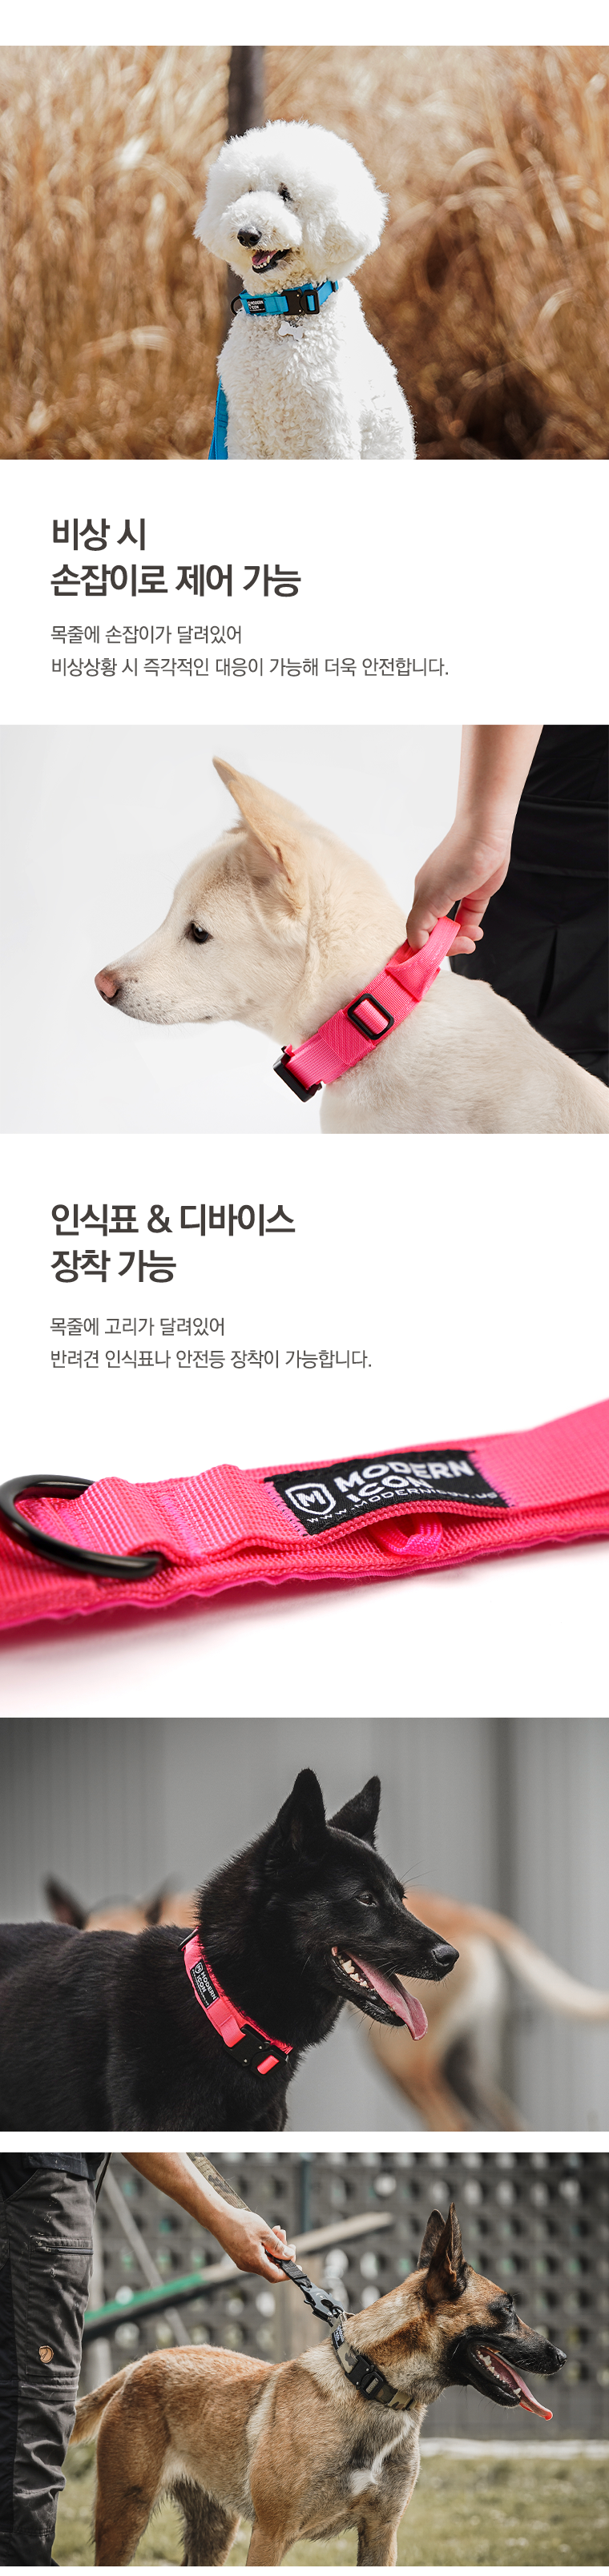 MODERN
ICON
비상 시
손잡이로 제어 가능
목줄에 손잡이가 달려있어
비상상황 시 즉각적인 대응이 가능해 더욱 안전합니다.
인식표 & 디바이스
장착 가능
목줄에 고리가 달려있어
반려견 인식표나 안전등 장착이 가능합니다.
M
MODERN
ICON
M
MODERN
ICON